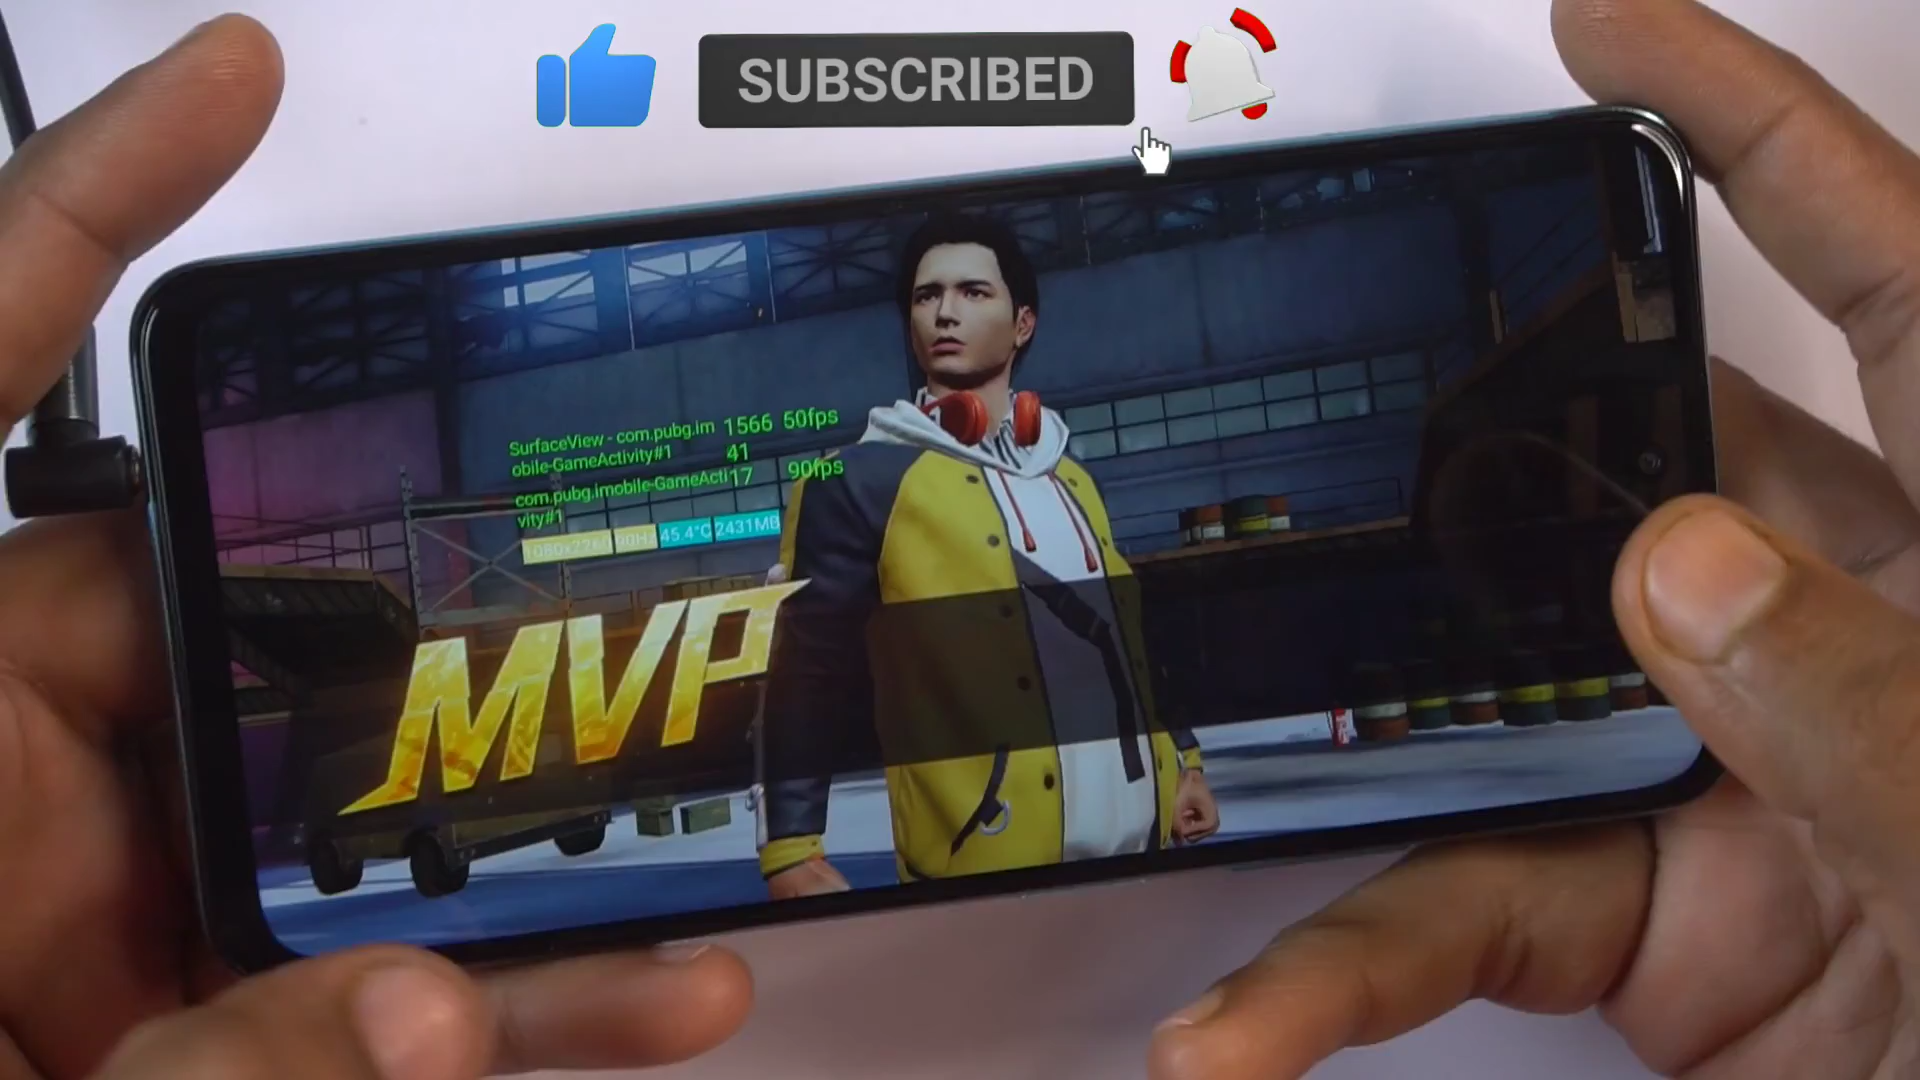 SUBSCRIBED
SurfaceView - com.pubg.im 1566 50fps
obile-GameActivity#1 41
com.pubg.imobile-GameActi 17 90fps
vity#1
90Hz 45.4°C 2431MB
MVP